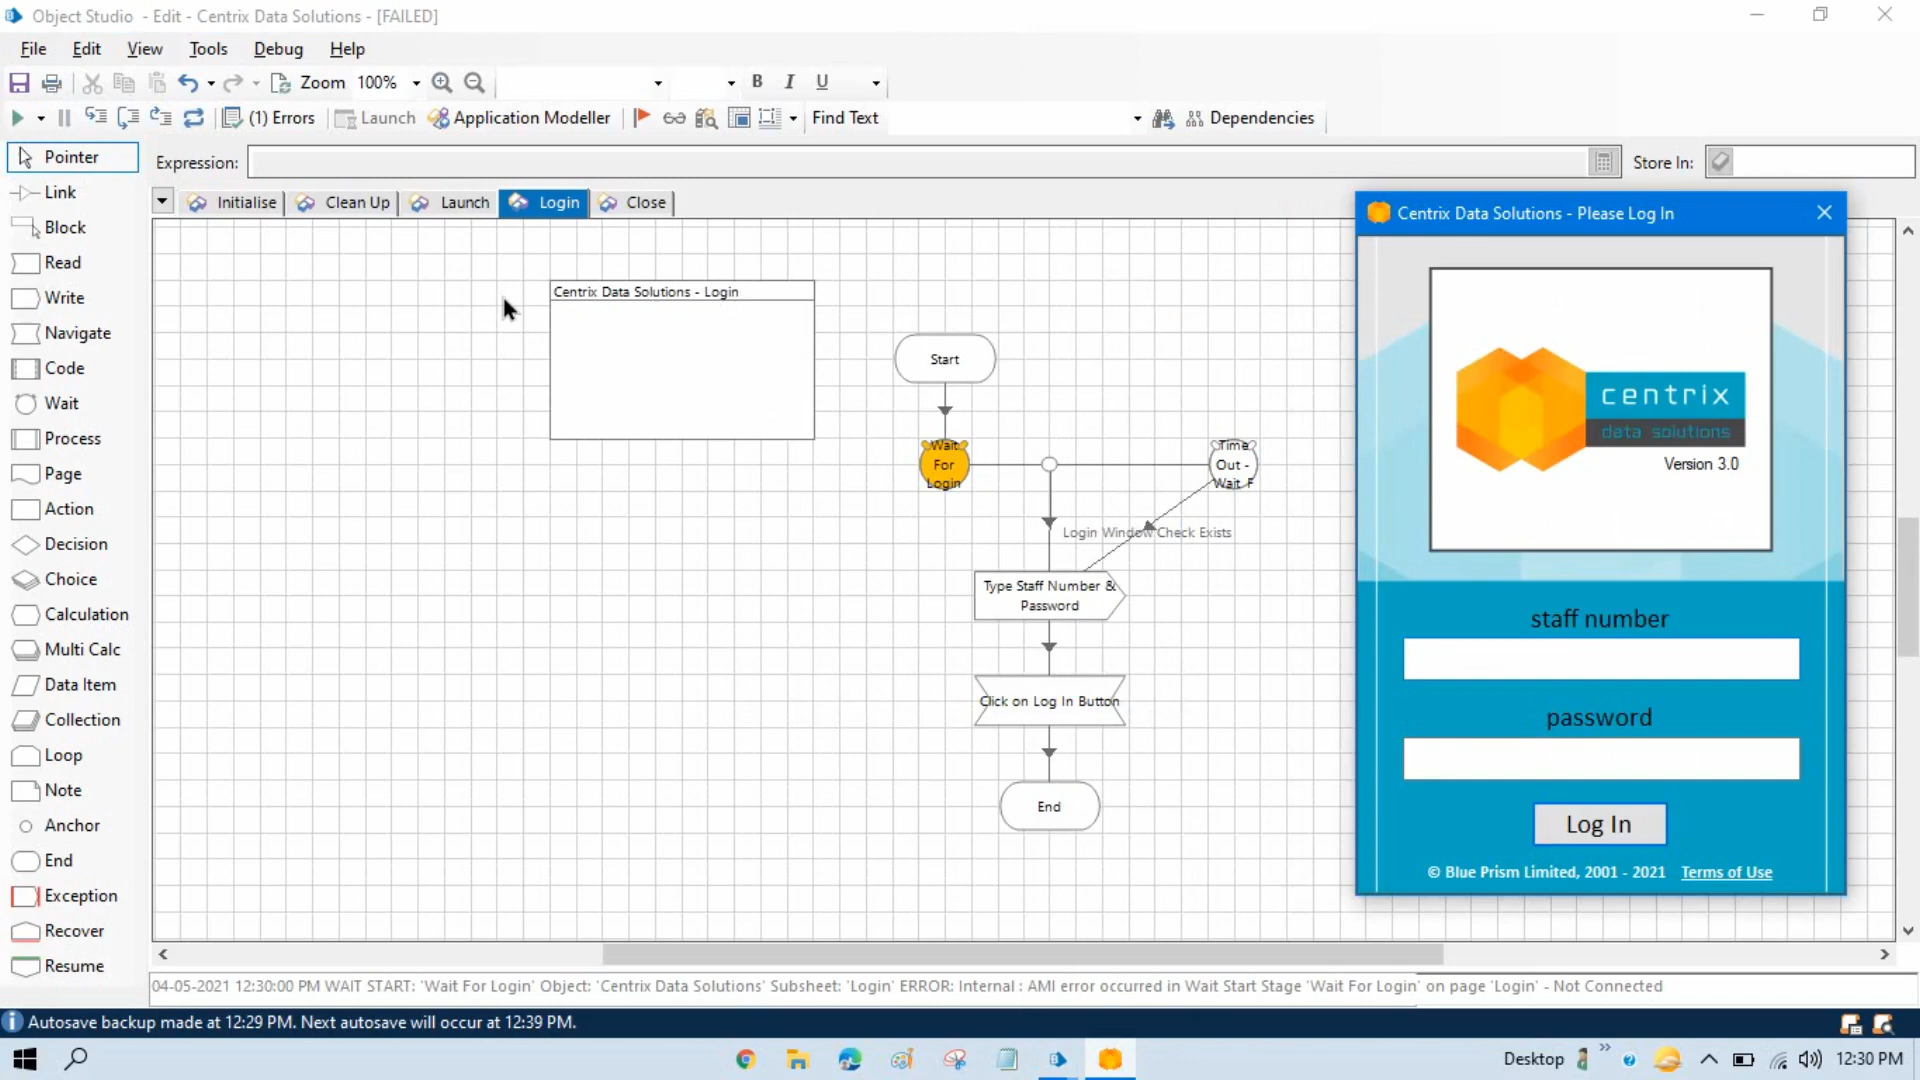 Object Studio - Edit - Centrix Data Solutions - [FAILED]
File Edit View Tools Debug Help
Zoom 100% B I U
(1) Errors Launch Application Modeller Find Text Dependencies
Pointer
Expression:
Store In:
Link
Initialise Clean Up Launch Login Close
Block
Read
Write
Navigate
Code
Wait
Process
Page
Action
Decision
Choice
Calculation
Multi Calc
Data Item
Collection
Loop
Note
Anchor
End
Exception
Recover
Resume
Centrix Data Solutions - Login
Start
Wait
For
Login
Time
Out -
Wait F
Login Window Check Exists
Type Staff Number &
Password
Click on Log In Button
End
Centrix Data Solutions - Please Log In
centrix
data solutions
Version 3.0
staff number
password
Log In
© Blue Prism Limited, 2001 - 2021 Terms of Use
04-05-2021 12:30:00 PM WAIT START: 'Wait For Login' Object: 'Centrix Data Solutions' Subsheet: 'Login' ERROR: Internal : AMI error occurred in Wait Start Stage 'Wait For Login' on page 'Login' - Not Connected
Autosave backup made at 12:29 PM. Next autosave will occur at 12:39 PM.
Desktop 12:30 PM